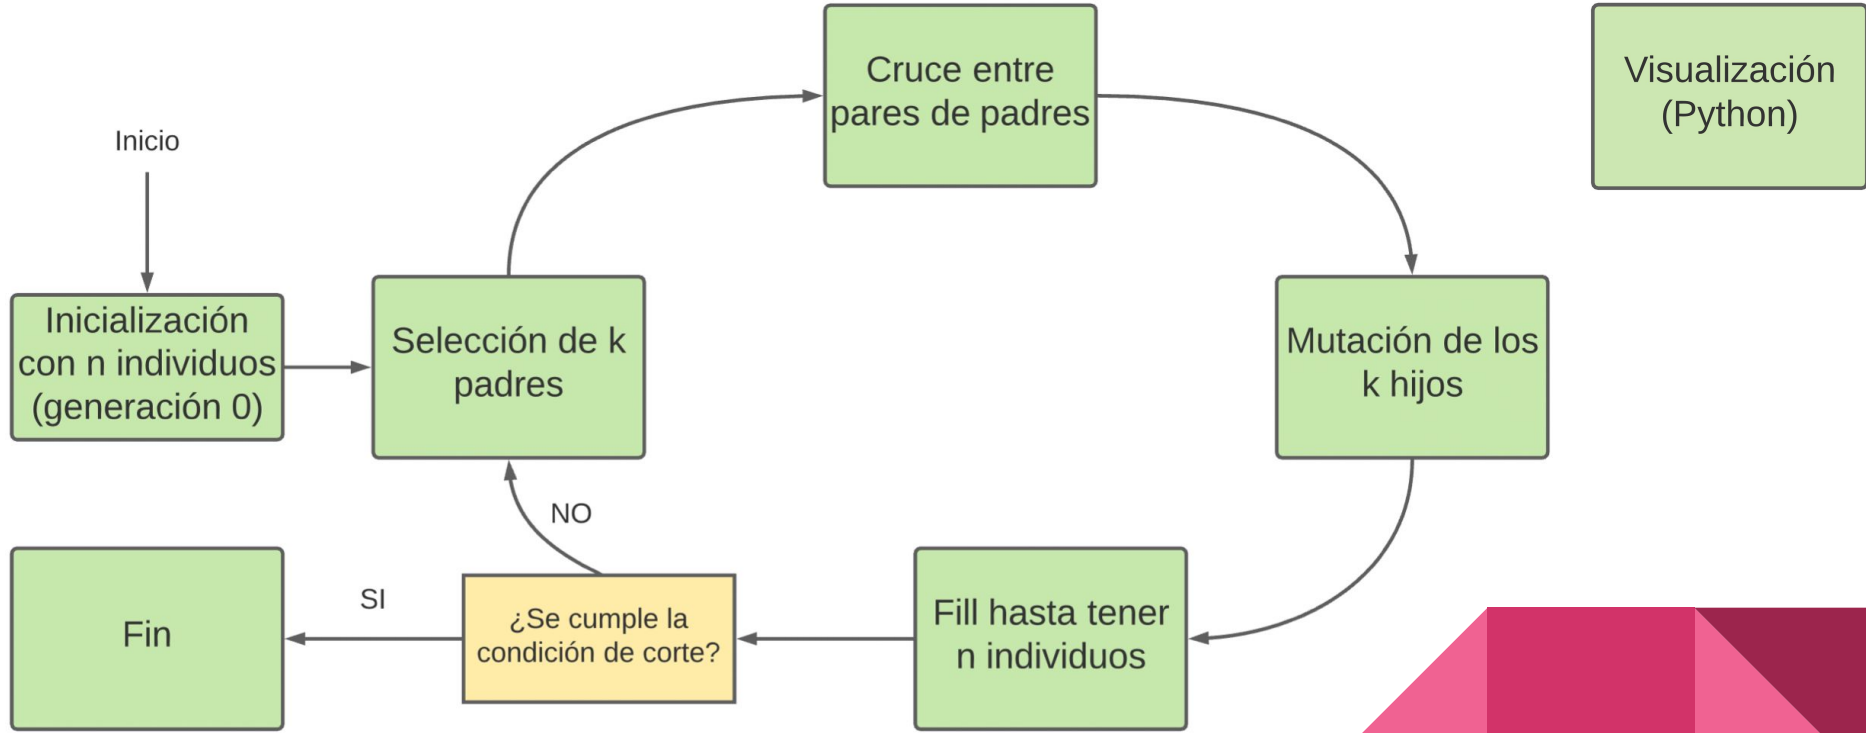 Inicio
Inicialización
con n individuos
(generación 0)
Selección de k
padres
Cruce entre
pares de padres
Mutación de los
k hijos
Fill hasta tener
n individuos
¿Se cumple la
condición de corte?
NO
SI
Fin
Visualización
(Python)